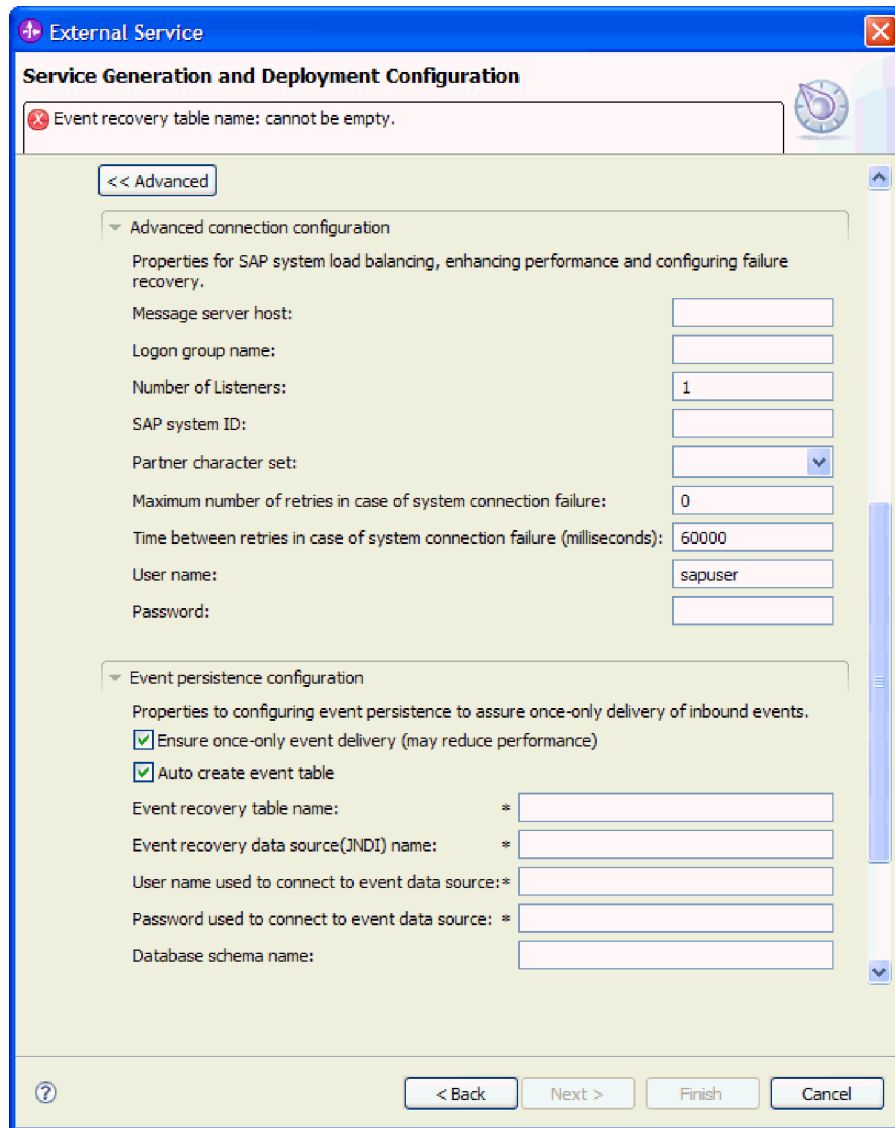 External Service
Service Generation and Deployment Configuration
Event recovery table name: cannot be empty.
<< Advanced
Advanced connection configuration
Properties for SAP system load balancing, enhancing performance and configuring failure
recovery.
Message server host:
Logon group name:
Number of Listeners: 1
SAP system ID:
Partner character set:
Maximum number of retries in case of system connection failure: 0
Time between retries in case of system connection failure (milliseconds): 60000
User name: sapuser
Password:
Event persistence configuration
Properties to configuring event persistence to assure once-only delivery of inbound events.
Ensure once-only event delivery (may reduce performance)
Auto create event table
Event recovery table name: *
Event recovery data source(JNDI) name: *
User name used to connect to event data source:*
Password used to connect to event data source: *
Database schema name:
? < Back Next > Finish Cancel